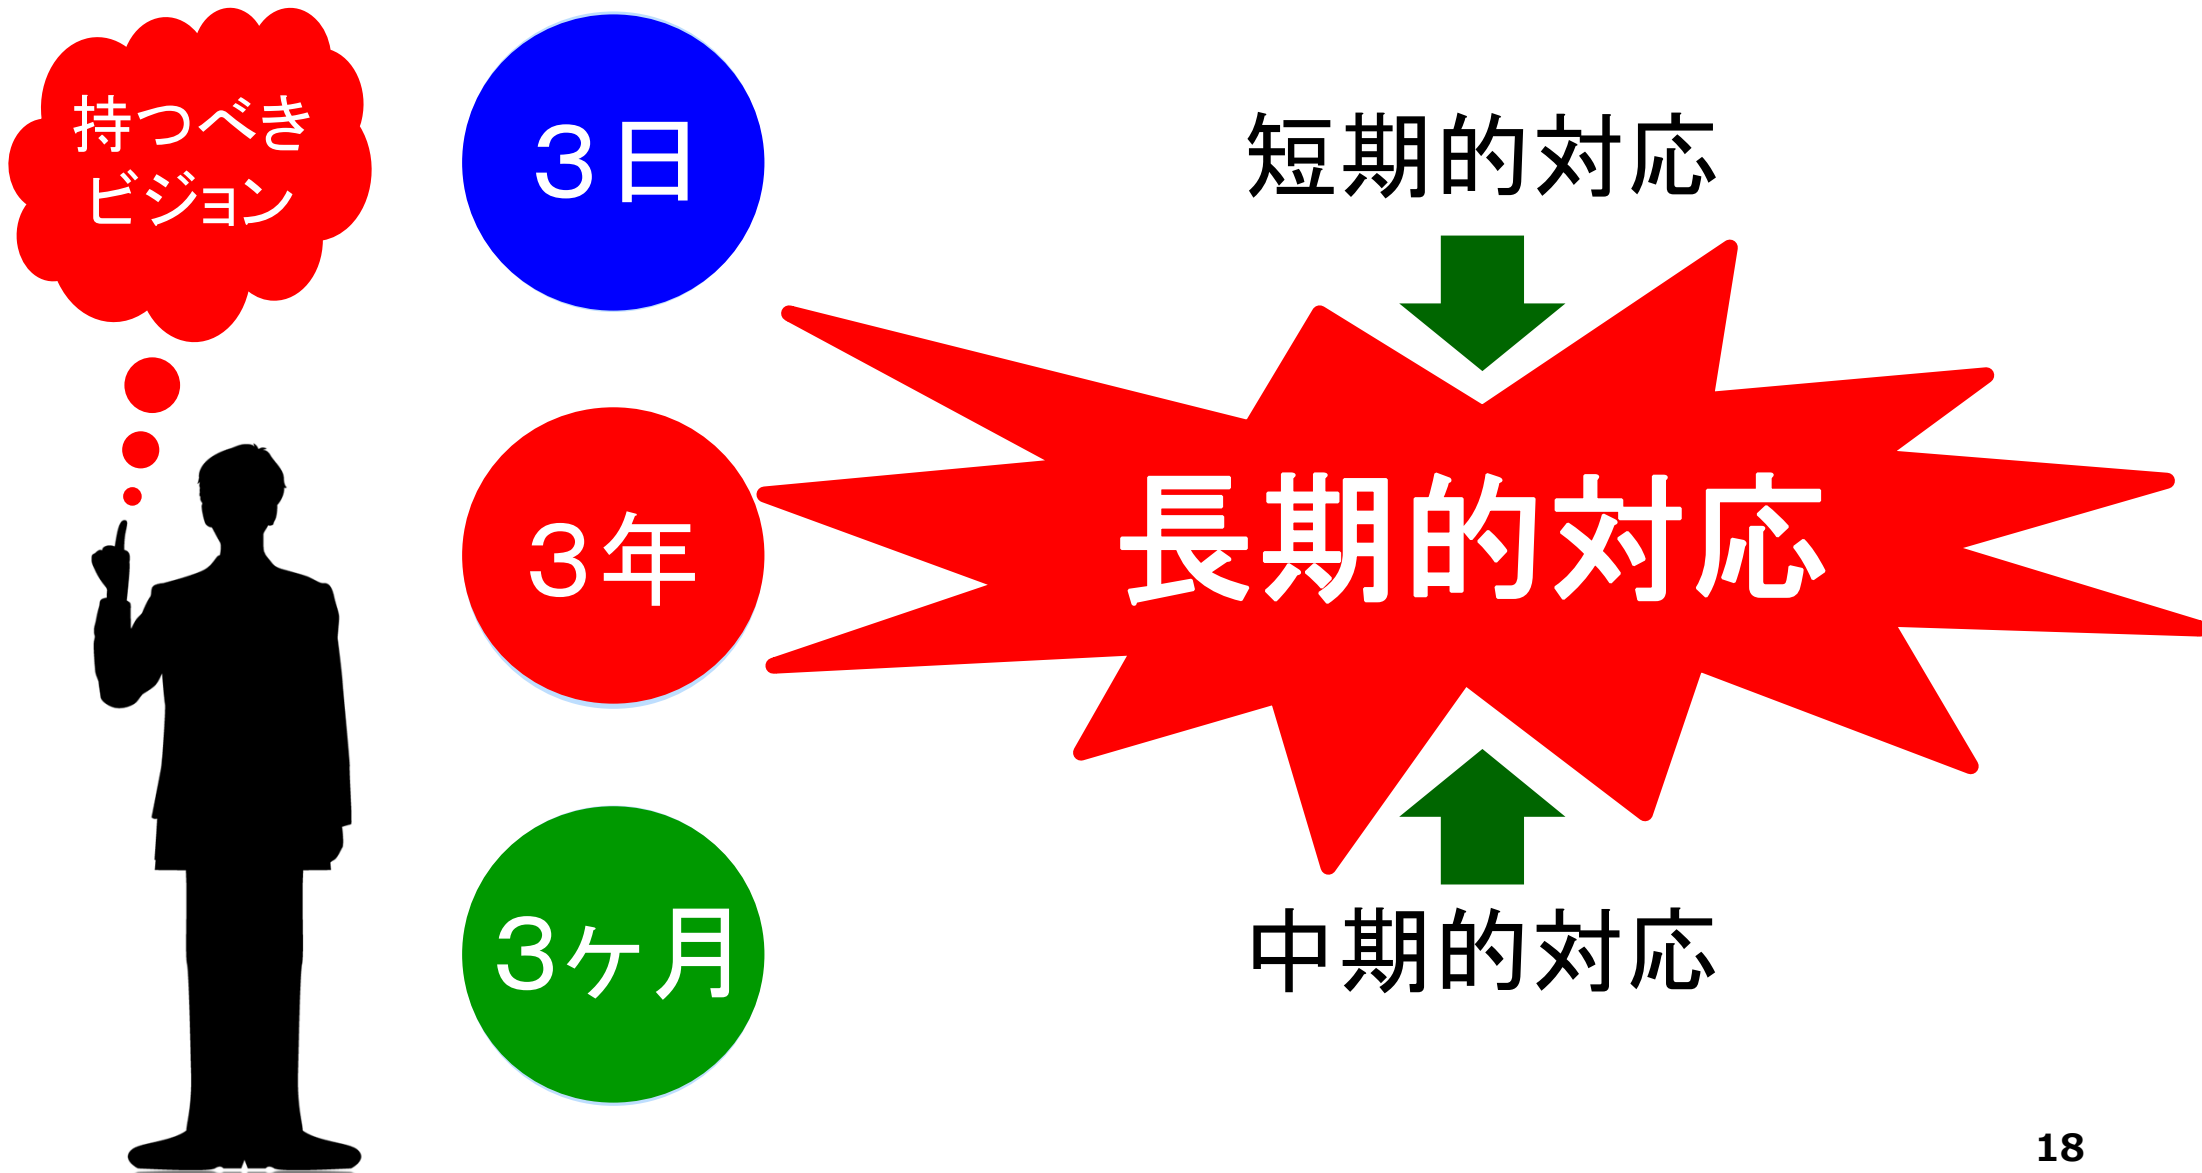 持つべき
ビジョン
３日
短期的対応
３年
長期的対応
３ヶ月
中期的対応
18